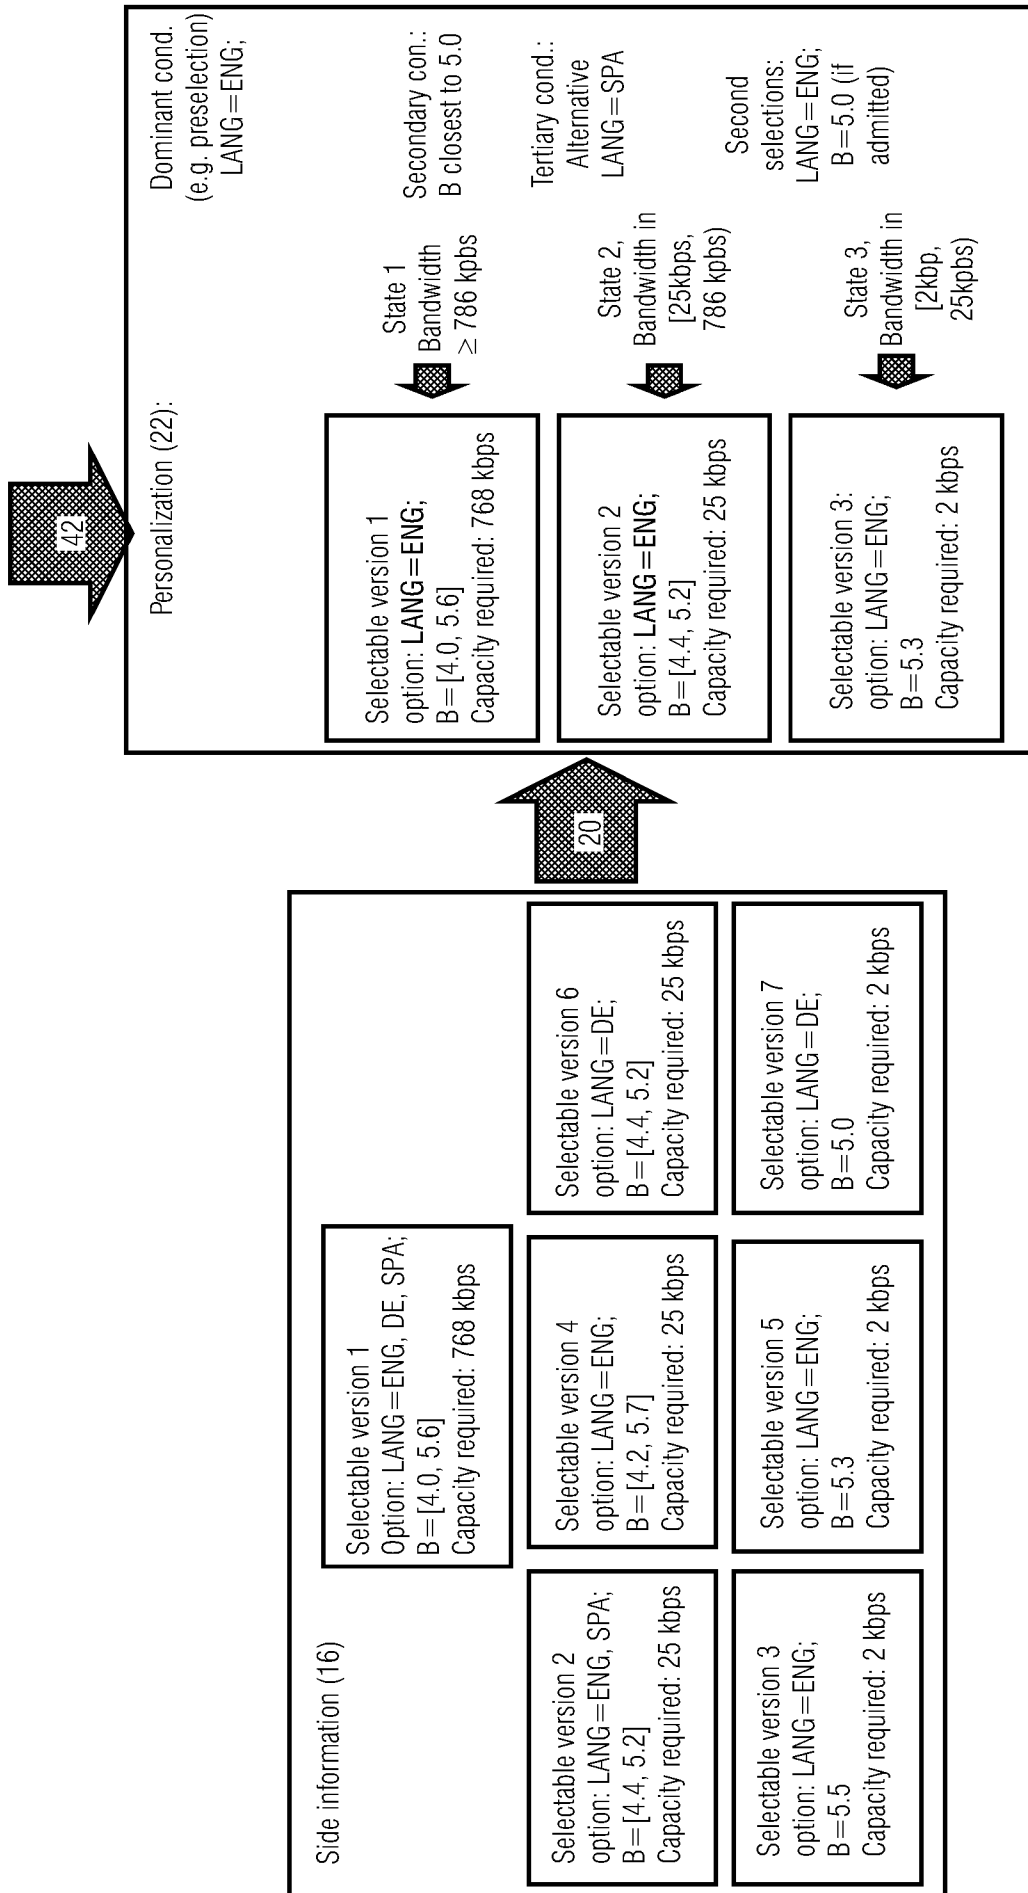 Side information (16)
Selectable version 1
Option: LANG=ENG, DE, SPA;
B=[4.0, 5.6]
Capacity required: 768 kbps
Selectable version 2
option: LANG=ENG, SPA;
B=[4.4, 5.2]
Capacity required: 25 kbps
Selectable version 4
option: LANG=ENG;
B=[4.2, 5.7]
Capacity required: 25 kbps
Selectable version 6
option: LANG=DE;
B=[4.4, 5.2]
Capacity required: 25 kbps
Selectable version 3
option: LANG=ENG;
B=5.5
Capacity required: 2 kbps
Selectable version 5
option: LANG=ENG;
B=5.3
Capacity required: 2 kbps
Selectable version 7
option: LANG=DE;
B=5.0
Capacity required: 2 kbps
20
42
Personalization (22):
Selectable version 1
option: LANG=ENG;
B=[4.0, 5.6]
Capacity required: 768 kbps
Selectable version 2
option: LANG=ENG;
B=[4.4, 5.2]
Capacity required: 25 kbps
Selectable version 3:
option: LANG=ENG;
B=5.3
Capacity required: 2 kbps
State 1
Bandwidth
≥ 786 kpbs
State 2,
Bandwidth in
[25kbps,
786 kpbs)
State 3,
Bandwidth in
[2kbp,
25kpbs)
Dominant cond.
(e.g. preselection)
LANG=ENG;
Secondary con.:
B closest to 5.0
Tertiary cond.:
Alternative
LANG=SPA
Second
selections:
LANG=ENG;
B=5.0 (if
admitted)